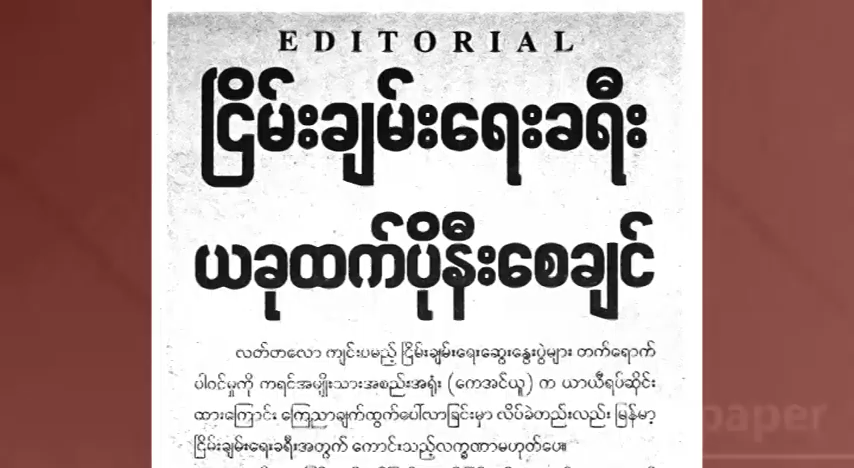 EDITORIAL
ငြိမ်းချမ်းရေးခရီး
ယခုထက်ပိုနီးစေချင်
လတ်တလော ကျင်းပမည့် ငြိမ်းချမ်းရေးဆွေးနွေးပွဲများ တက်ရောက်
ပါဝင်မှုကို ကရင်အမျိုးသားအစည်းအရုံး (ကေအင်ယူ) က ယာယီရပ်ဆိုင်း
ထားကြောင်း ကြေညာချက်ထွက်ပေါ်လာခြင်းမှာ လိပ်ခဲတည်းလည်း မြန်မာ့
ငြိမ်းချမ်းရေးခရီးအတွက် ကောင်းသည့်လက္ခဏာမဟုတ်ပေ။
paper